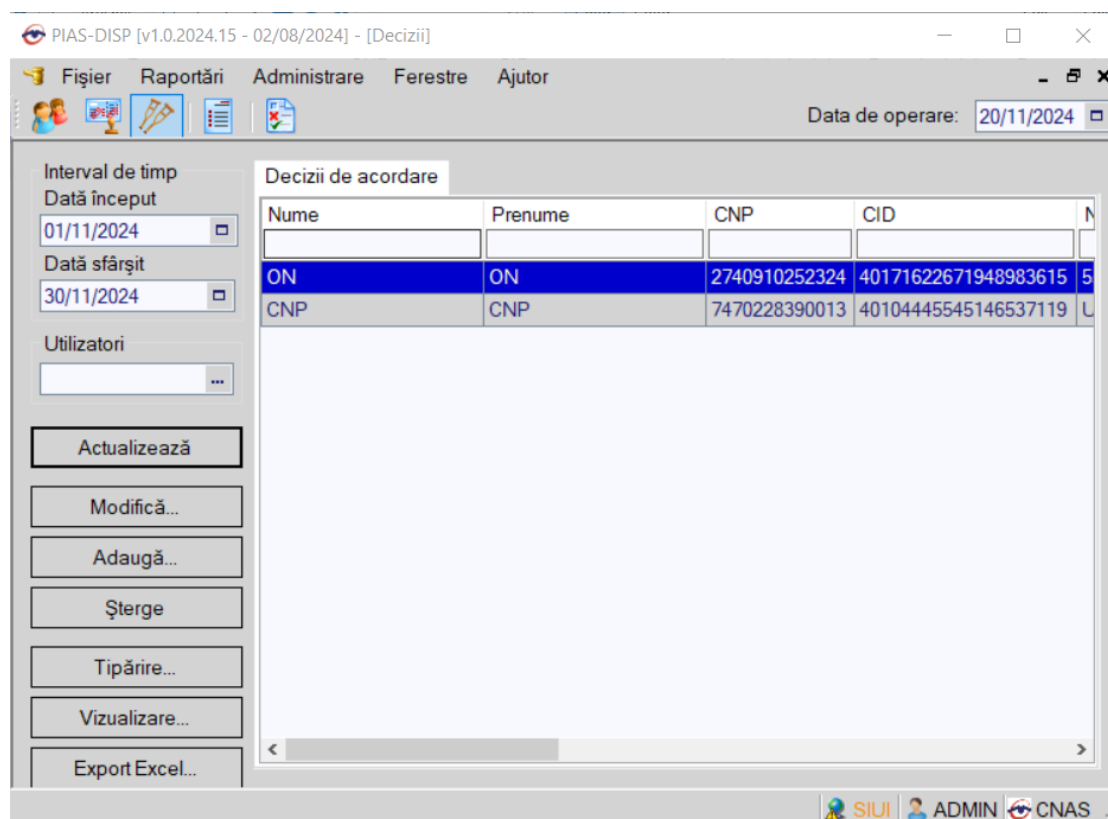 PIAS-DISP [v1.0.2024.15 - 02/08/2024] - [Decizii]
Fişier Raportări Administrare Ferestre Ajutor
Data de operare: 20/11/2024
Interval de timp
Dată început
01/11/2024
Dată sfârşit
30/11/2024
Utilizatori
...
Actualizează
Modifică...
Adaugă...
Şterge
Tipărire...
Vizualizare...
Export Excel...
Decizii de acordare
Nume Prenume CNP CID
ON ON 2740910252324 40171622671948983615 5
CNP CNP 7470228390013 40104445545146537119
SIUI ADMIN CNAS